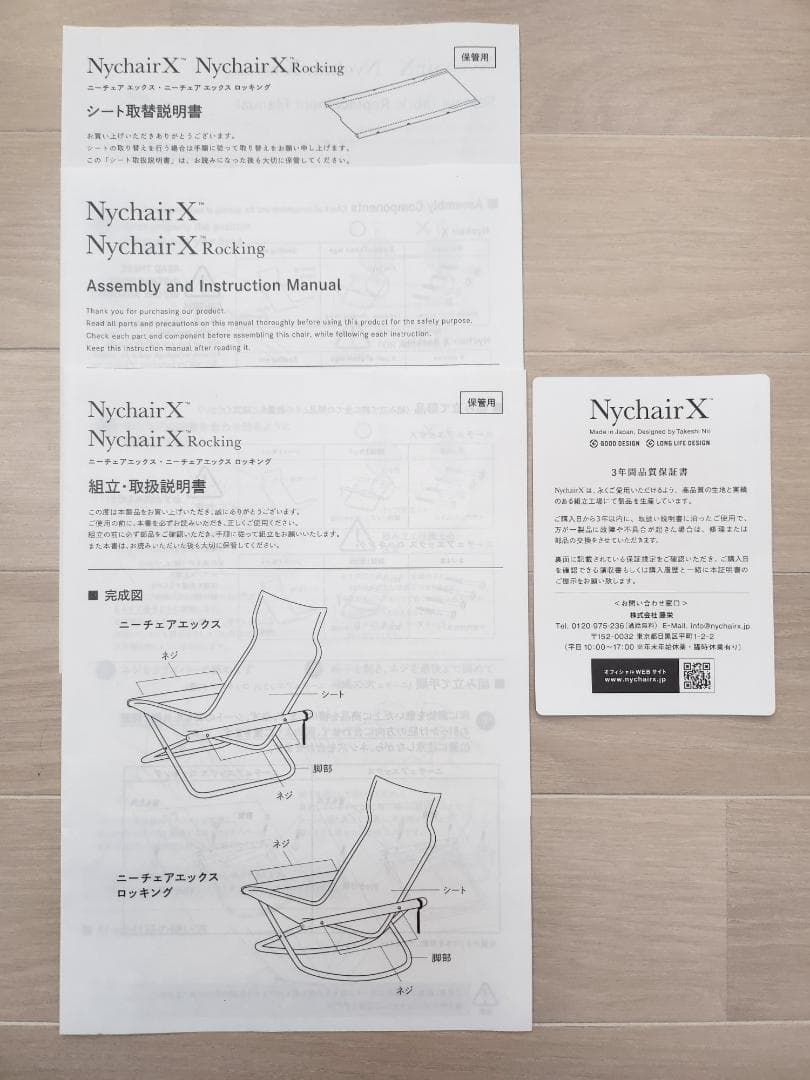 NychairX™ NychairX™Rocking
保管用
ニーチェア エックス・ニーチェア エックス ロッキング
シート取替説明書
お買い上げいただきありがとうございます。
シートの取り替えを行う場合は手順に従って取り替えをお願い申し上げます。
この「シート取扱説明書」は、お読みになった後も大切に保管してください。
NychairX™
NychairX™Rocking
Assembly and Instruction Manual
Thank you for purchasing our product.
Read all parts and precautions on this manual thoroughly before using this product for the safety purpose.
Check each part and component before assembling this chair, while following each instruction.
Keep this instruction manual after reading it.
保管用
NychairX™
NychairX™Rocking
ニーチェアエックス・ニーチェアエックス ロッキング
組立・取扱説明書
この度は本製品をお買い上げいただき、誠にありがとうございます。
ご使用の前に、本書を必ずお読みいただき、正しくご使用ください。
組立の前に必ず部品をご確認いただき、手順に従って組立をお願いいたします。
また本書は、お読みいただいた後も大切に保管してください。
■ 完成図
ニーチェアエックス
ネジ
シート
脚部
ネジ
ニーチェアエックス
ロッキング
ネジ
シート
脚部
ネジ
NychairX™
Made in Japan, Designed by Takeshi Nii
GOOD DESIGN LONG LIFE DESIGN
3年間品質保証書
NychairX は、永くご愛用いただけるよう、高品質の生地と実績
のある組立工場にて製品を生産しています。
ご購入日から3年以内に、取扱い説明書に沿ったご使用で、
万が一製品に故障や不具合が起きた場合は、修理または
部品の交換をさせていただきます。
裏面に記載されている保証規定をご確認いただき、ご購入日
を確認できる領収書もしくは購入履歴と一緒に本証明書の
ご提示をお願い致します。
<お問い合わせ窓口>
株式会社 藤栄
Tel. 0120-975-236(通話無料) E-Mail. info@nychairx.jp
〒152-0032 東京都目黒区平町1-2-2
(平日10:00〜17:00 ※年末年始休業・臨時休業有り)
オフィシャル WEB サイト
www.nychairx.jp